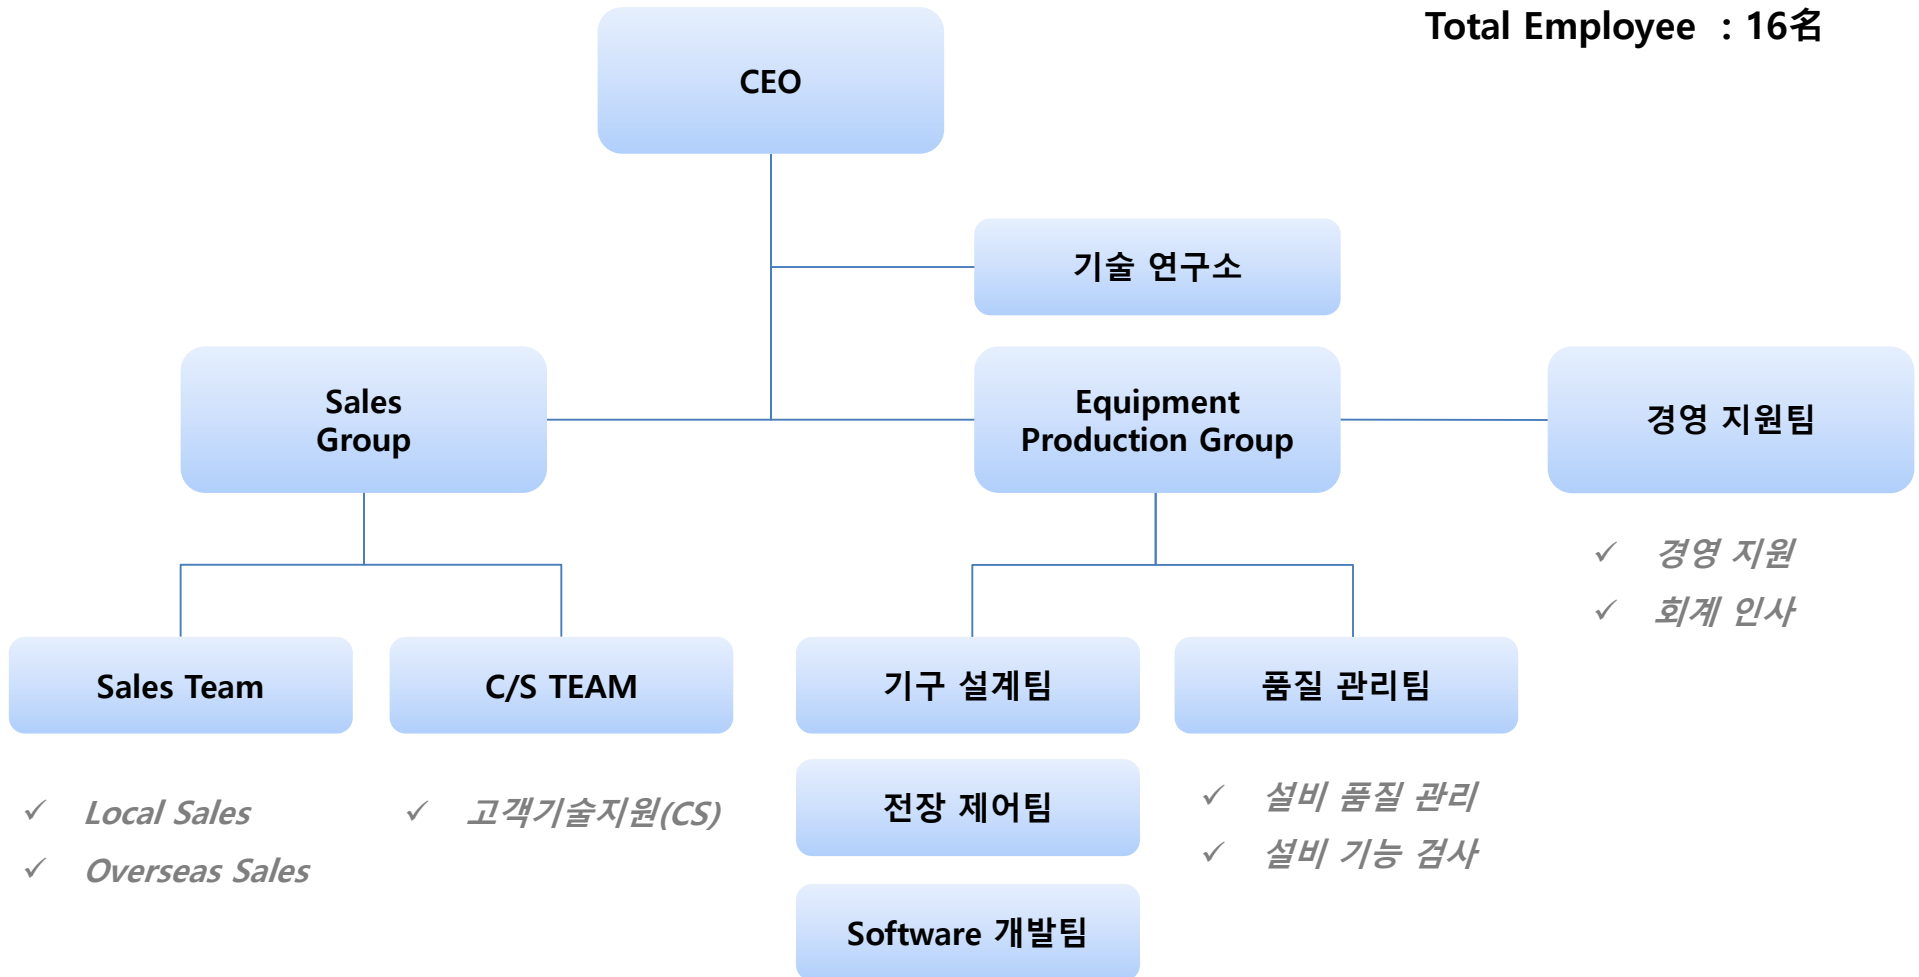 Total Employee : 16名
CEO
기술 연구소
Sales
Group
Equipment
Production Group
경영 지원팀
✓ 경영 지원
✓ 회계 인사
Sales Team
C/S TEAM
기구 설계팀
품질 관리팀
✓ Local Sales
✓ Overseas Sales
✓ 고객기술지원(CS)
전장 제어팀
✓ 설비 품질 관리
✓ 설비 기능 검사
Software 개발팀